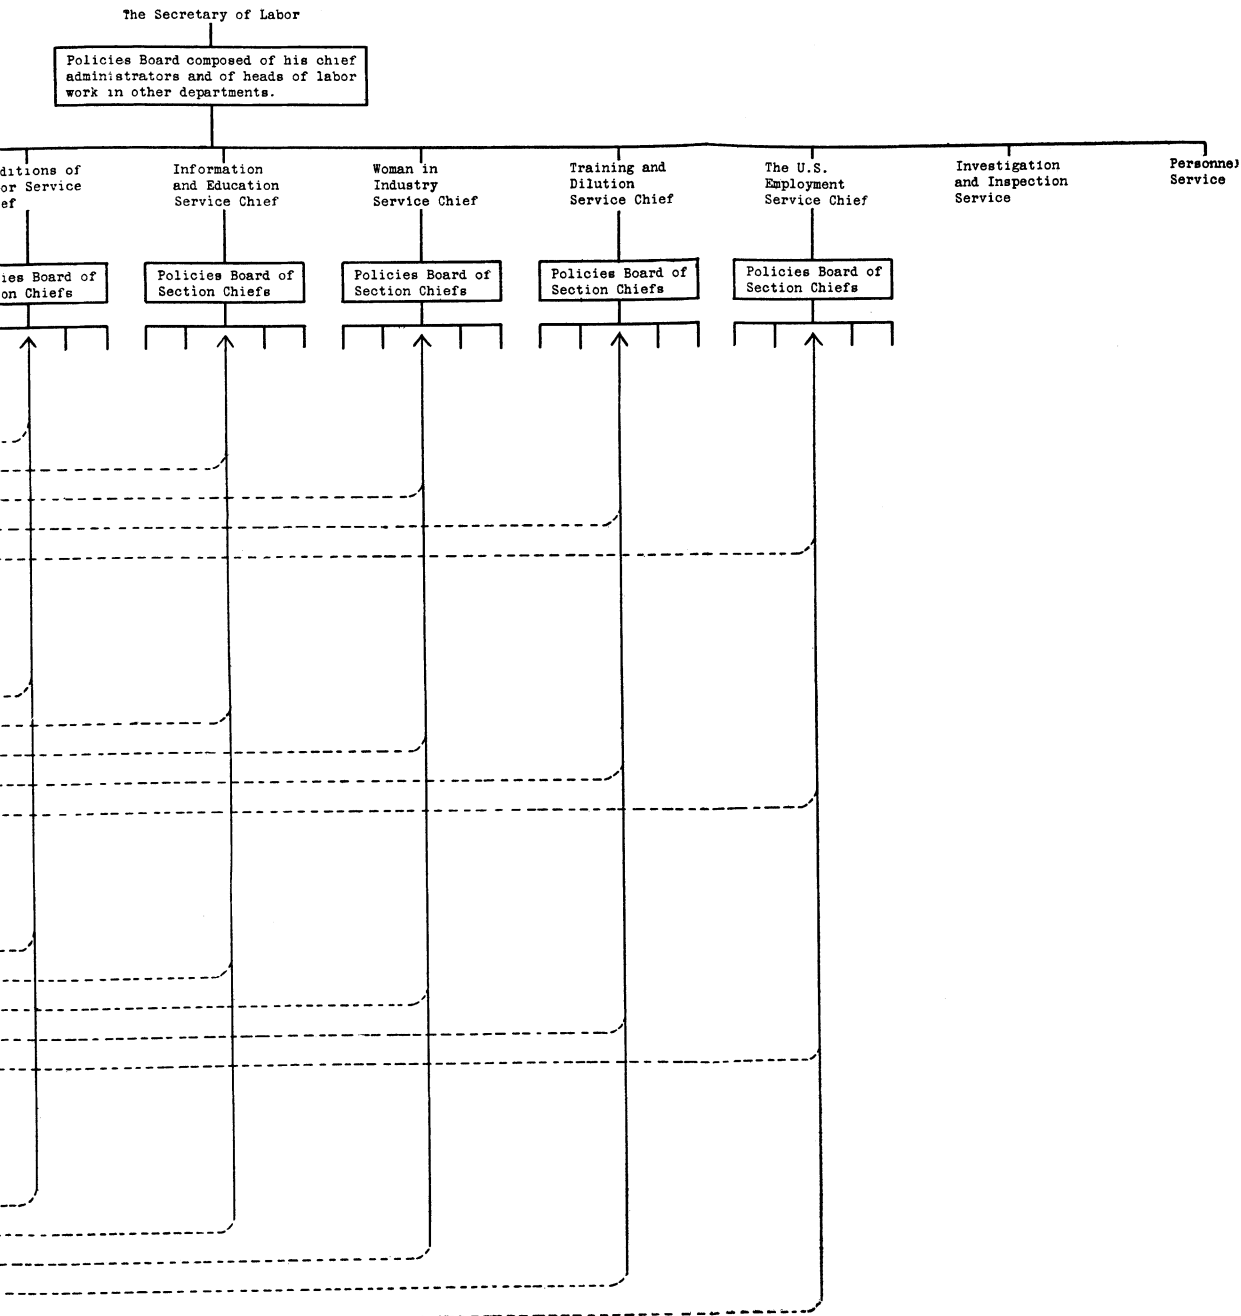 The Secretary of Labor
Policies Board composed of his chief
administrators and of heads of labor
work in other departments.
ditions of
or Service
ef
Information
and Education
Service Chief
Woman in
Industry
Service Chief
Training and
Dilution
Service Chief
The U.S.
Employment
Service Chief
Investigation
and Inspection
Service
Personnel
Service
ies Board of
on Chiefs
Policies Board of
Section Chiefs
Policies Board of
Section Chiefs
Policies Board of
Section Chiefs
Policies Board of
Section Chiefs